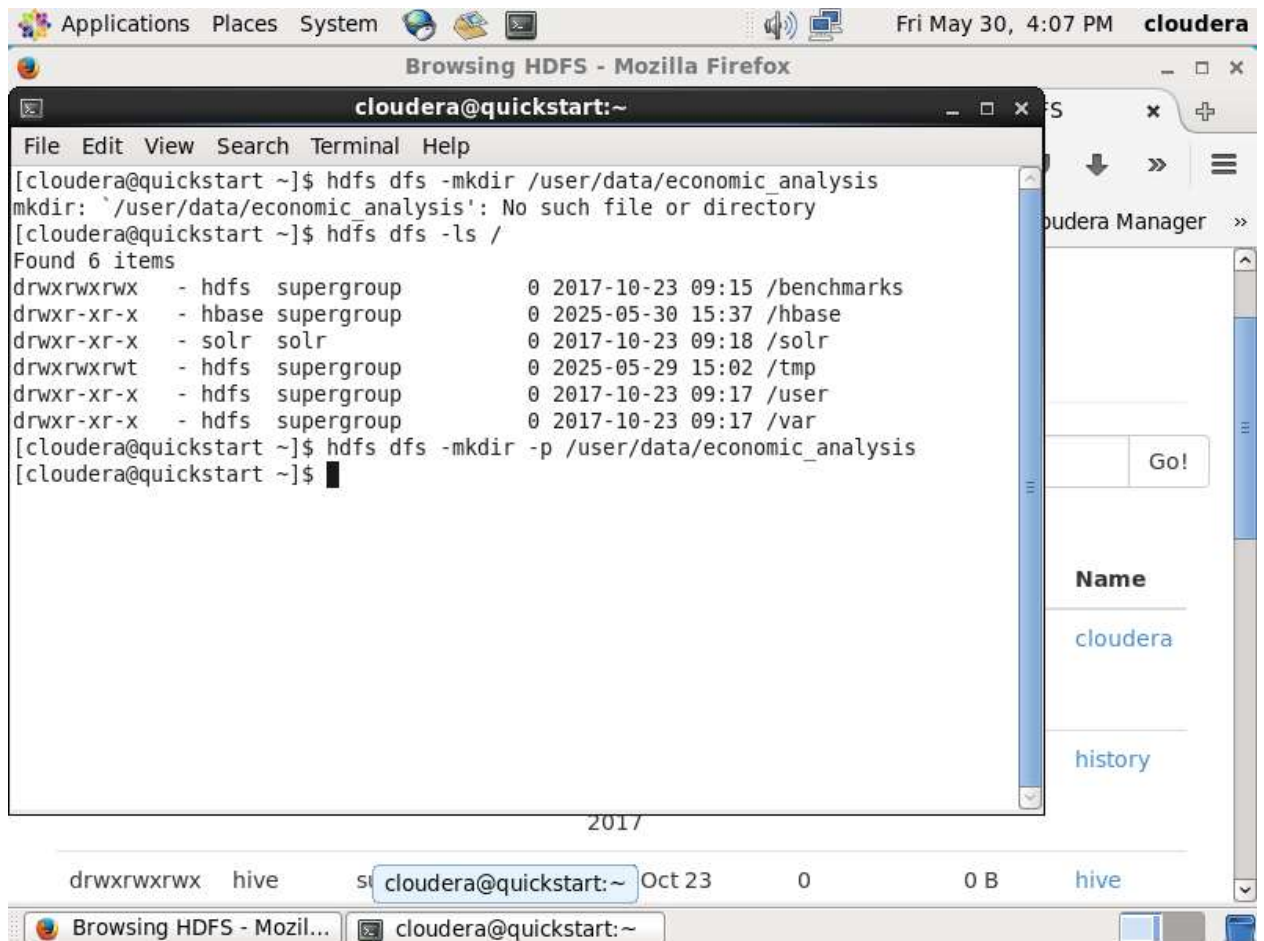 Applications Places System Fri May 30, 4:07 PM cloudera
Browsing HDFS - Mozilla Firefox
cloudera@quickstart:~
File Edit View Search Terminal Help
[cloudera@quickstart ~]$ hdfs dfs -mkdir /user/data/economic_analysis
mkdir: `/user/data/economic_analysis': No such file or directory
[cloudera@quickstart ~]$ hdfs dfs -ls /
Found 6 items
drwxrwxrwx   - hdfs  supergroup          0 2017-10-23 09:15 /benchmarks
drwxr-xr-x   - hbase supergroup          0 2025-05-30 15:37 /hbase
drwxr-xr-x   - solr  solr                0 2017-10-23 09:18 /solr
drwxrwxrwt   - hdfs  supergroup          0 2025-05-29 15:02 /tmp
drwxr-xr-x   - hdfs  supergroup          0 2017-10-23 09:17 /user
drwxr-xr-x   - hdfs  supergroup          0 2017-10-23 09:17 /var
[cloudera@quickstart ~]$ hdfs dfs -mkdir -p /user/data/economic_analysis
[cloudera@quickstart ~]$
FS
oudera Manager »
Go!
Name
cloudera
history
2017
drwxrwxrwx hive su cloudera@quickstart:~ Oct 23 0 0 B hive
Browsing HDFS - Mozil... cloudera@quickstart:~